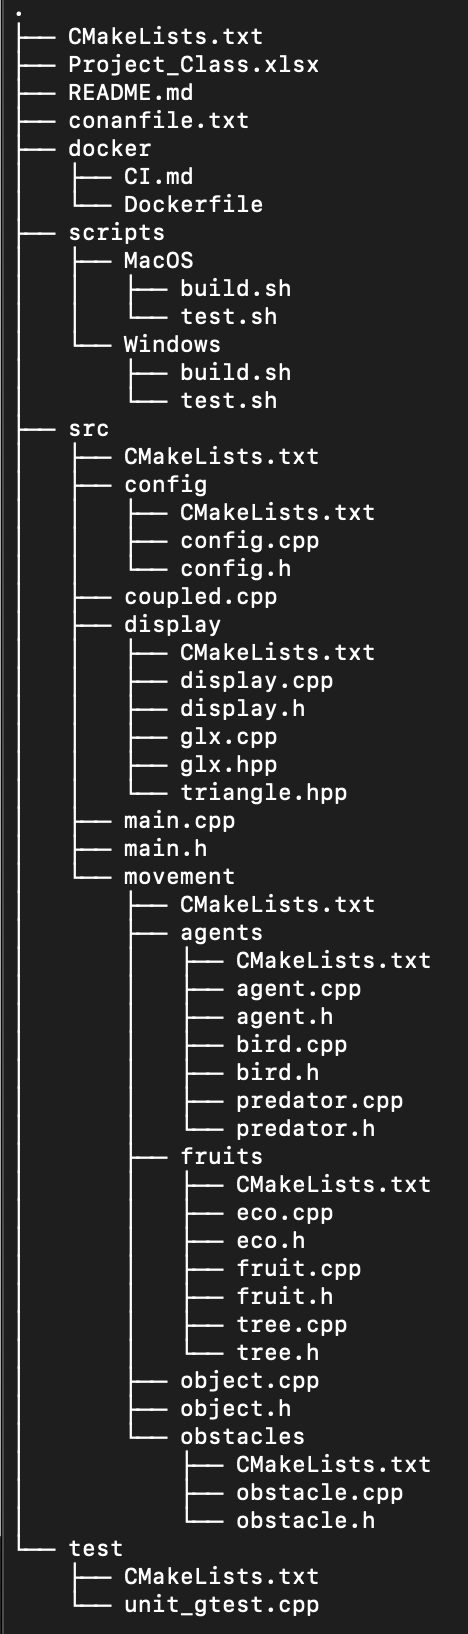 .
├── CMakeLists.txt
├── Project_Class.xlsx
├── README.md
├── conanfile.txt
├── docker
│   ├── CI.md
│   └── Dockerfile
├── scripts
│   ├── MacOS
│   │   ├── build.sh
│   │   └── test.sh
│   └── Windows
│       ├── build.sh
│       └── test.sh
├── src
│   ├── CMakeLists.txt
│   ├── config
│   │   ├── CMakeLists.txt
│   │   ├── config.cpp
│   │   └── config.h
│   ├── coupled.cpp
│   ├── display
│   │   ├── CMakeLists.txt
│   │   ├── display.cpp
│   │   ├── display.h
│   │   ├── glx.cpp
│   │   ├── glx.hpp
│   │   └── triangle.hpp
│   ├── main.cpp
│   ├── main.h
│   └── movement
│       ├── CMakeLists.txt
│       ├── agents
│       │   ├── CMakeLists.txt
│       │   ├── agent.cpp
│       │   ├── agent.h
│       │   ├── bird.cpp
│       │   ├── bird.h
│       │   ├── predator.cpp
│       │   └── predator.h
│       ├── fruits
│       │   ├── CMakeLists.txt
│       │   ├── eco.cpp
│       │   ├── eco.h
│       │   ├── fruit.cpp
│       │   ├── fruit.h
│       │   ├── tree.cpp
│       │   └── tree.h
│       ├── object.cpp
│       ├── object.h
│       └── obstacles
│           ├── CMakeLists.txt
│           ├── obstacle.cpp
│           └── obstacle.h
└── test
    ├── CMakeLists.txt
    └── unit_gtest.cpp